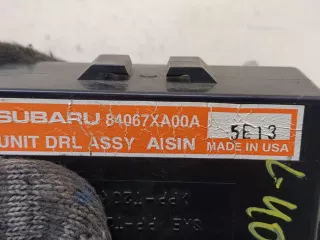 SUBARU 84067XA00A 5E13
UNIT DRL ASSY AISIN MADE IN USA